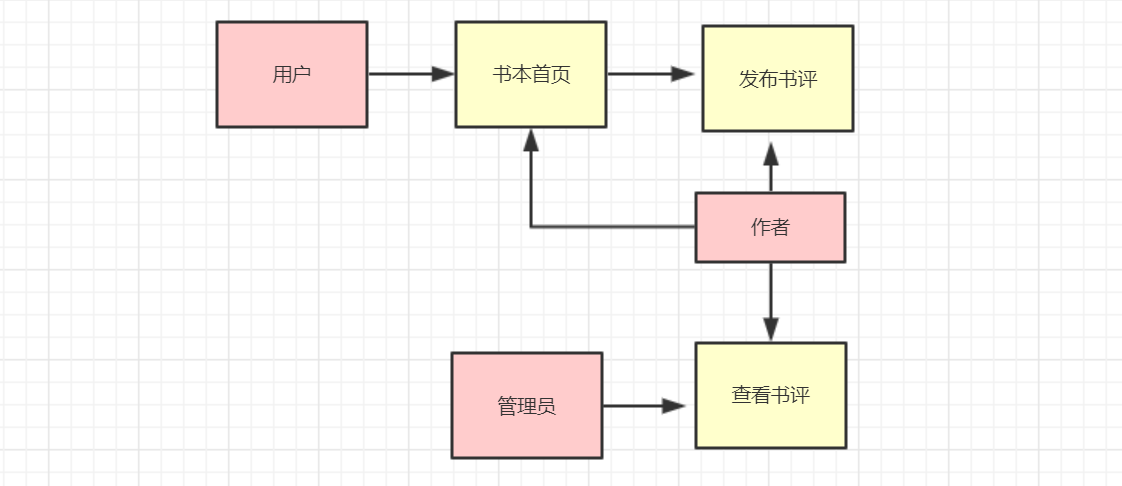 用户
书本首页
发布书评
作者
管理员
查看书评